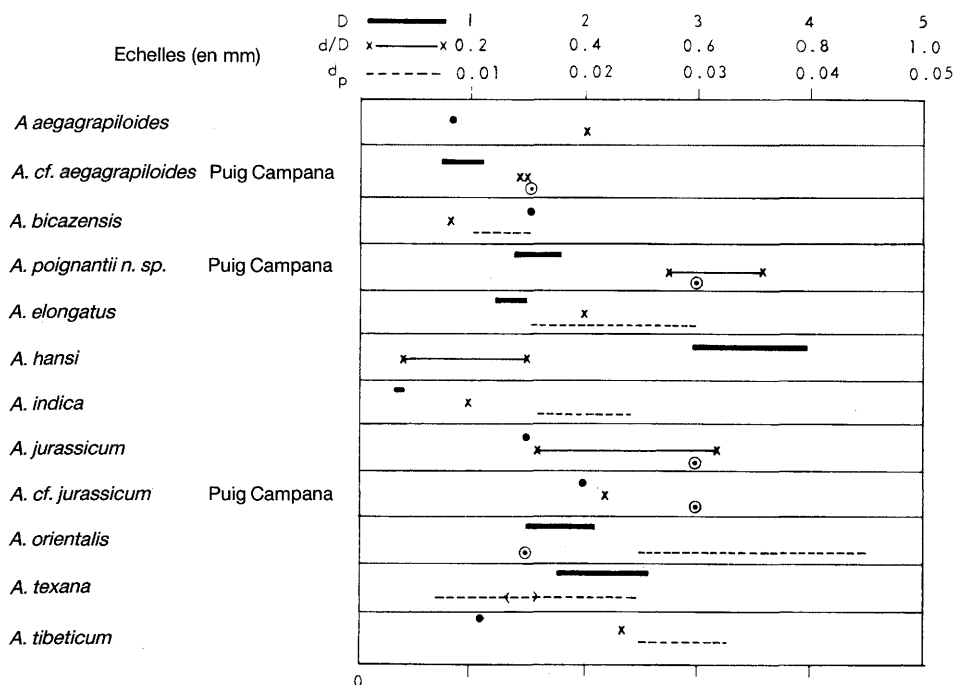 D 1 2 3 4 5
Echelles (en mm) d/D x x 0.2 0.4 0.6 0.8 1.0
dp 0.01 0.02 0.03 0.04 0.05
A aegagrapiloides
A. cf. aegagrapiloides Puig Campana
A. bicazensis
A. poignantii n. sp. Puig Campana
A. elongatus
A. hansi
A. indica
A. jurassicum
A. cf. jurassicum Puig Campana
A. orientalis
A. texana
A. tibeticum
0